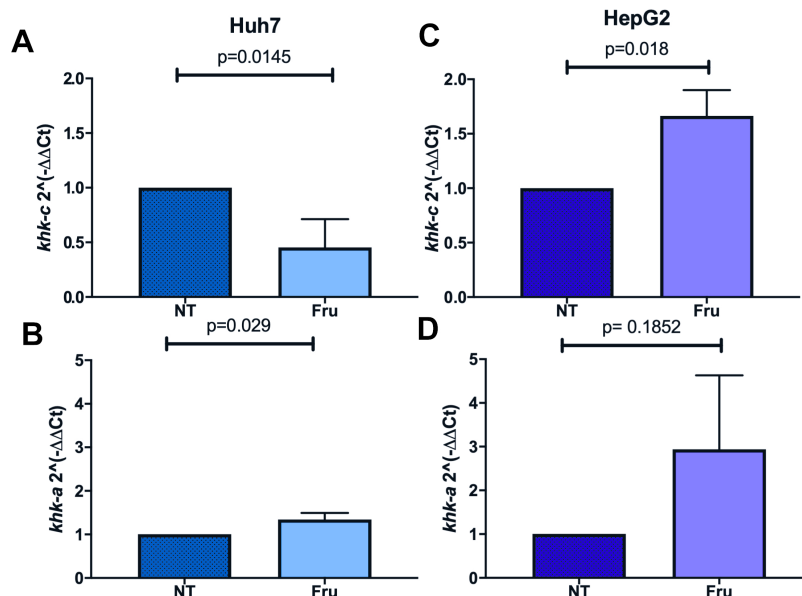 Huh7
A
p=0.0145
khk-c 2^(-ΔΔCt)
2.0
1.5
1.0
0.5
0.0
NT
Fru
HepG2
C
p=0.018
khk-c 2^(-ΔΔCt)
2.0
1.5
1.0
0.5
0.0
NT
Fru
B
p=0.029
khk-a 2^(-ΔΔCt)
5
4
3
2
1
0
NT
Fru
D
p= 0.1852
khk-a 2^(-ΔΔCt)
5
4
3
2
1
0
NT
Fru